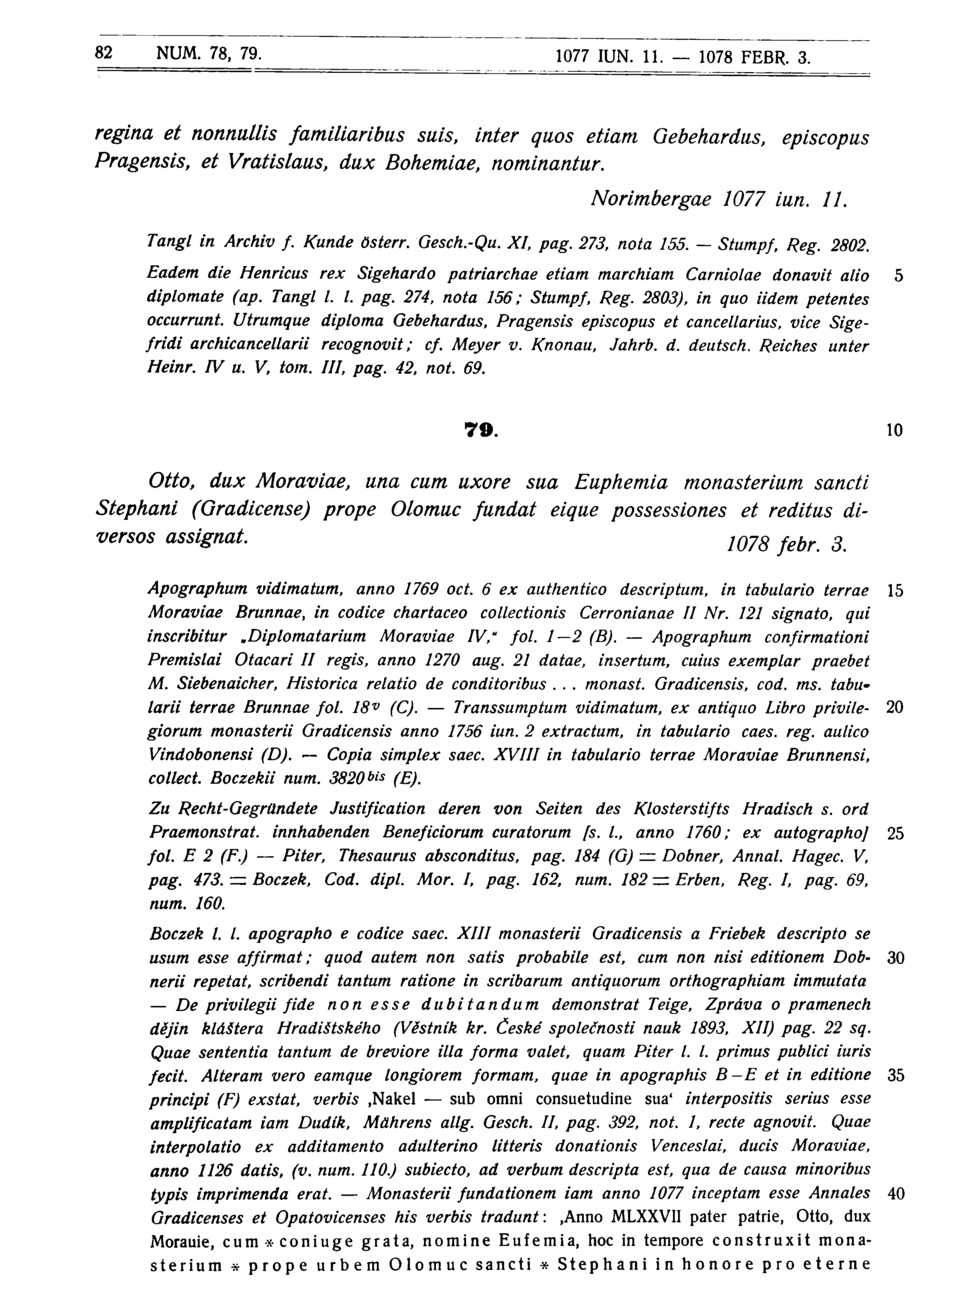 82 NUM. 78, 79. 1077 IUN. 11. — 1078 FEBR. 3.
regina et nonnullis familiaribus suis, inter quos etiam Gebehardus, episcopus
Pragensis, et Vratislaus, dux Bohemiae, nominantur.
Norimbergae 1077 iun. 11.
Tangl in Archiv f. Kunde österr. Gesch.-Qu. XI, pag. 273, nota 155. — Stumpf, Reg. 2802.
Eadem die Henricus rex Sigehardo patriarchae etiam marchiam Carniolae donavit alio 5
diplomate (ap. Tangl l. l. pag. 274, nota 156; Stumpf, Reg. 2803), in quo iidem petentes
occurrunt. Utrumque diploma Gebehardus, Pragensis episcopus et cancellarius, vice Sige-
fridi archicancellarii recognovit; cf. Meyer v. Knonau, Jahrb. d. deutsch. Reiches unter
Heinr. IV u. V, tom. III, pag. 42, not. 69.
79. 10
Otto, dux Moraviae, una cum uxore sua Euphemia monasterium sancti
Stephani (Gradicense) prope Olomuc fundat eique possessiones et reditus di-
versos assignat. 1078 febr. 3.
Apographum vidimatum, anno 1769 oct. 6 ex authentico descriptum, in tabulario terrae 15
Moraviae Brunnae, in codice chartaceo collectionis Cerronianae II Nr. 121 signato, qui
inscribitur „Diplomatarium Moraviae IV,“ fol. 1—2 (B). — Apographum confirmationi
Premislai Otacari II regis, anno 1270 aug. 21 datae, insertum, cuius exemplar praebet
M. Siebenaicher, Historica relatio de conditoribus ... monast. Gradicensis, cod. ms. tabu-
larii terrae Brunnae fol. 18v (C). — Transsumptum vidimatum, ex antiquo Libro privile- 20
giorum monasterii Gradicensis anno 1756 iun. 2 extractum, in tabulario caes. reg. aulico
Vindobonensi (D). — Copia simplex saec. XVIII in tabulario terrae Moraviae Brunnensi,
collect. Boczekii num. 3820bis (E).
Zu Recht-Gegründete Justification deren von Seiten des Klosterstifts Hradisch s. ord
Praemonstrat. innhabenden Beneficiorum curatorum [s. l., anno 1760; ex autographo] 25
fol. E 2 (F.) — Piter, Thesaurus absconditus, pag. 184 (G) = Dobner, Annal. Hagec. V,
pag. 473. = Boczek, Cod. dipl. Mor. I, pag. 162, num. 182 = Erben, Reg. I, pag. 69,
num. 160.
Boczek l. l. apographo e codice saec. XIII monasterii Gradicensis a Friebek descripto se
usum esse affirmat; quod autem non satis probabile est, cum non nisi editionem Dob- 30
nerii repetat, scribendi tantum ratione in scribarum antiquorum orthographiam immutata
— De privilegii fide non esse dubitandum demonstrat Teige, Zpráva o pramenech
dějin kláštera Hradištského (Věstník kr. České společnosti nauk 1893, XII) pag. 22 sq.
Quae sententia tantum de breviore illa forma valet, quam Piter l. l. primus publici iuris
fecit. Alteram vero eamque longiorem formam, quae in apographis B—E et in editione 35
principi (F) exstat, verbis ‚Nakel — sub omni consuetudine sua‘ interpositis serius esse
amplificatam iam Dudík, Mährens allg. Gesch. II, pag. 392, not. 1, recte agnovit. Quae
interpolatio ex additamento adulterino litteris donationis Venceslai, ducis Moraviae,
anno 1126 datis, (v. num. 110.) subiecto, ad verbum descripta est, qua de causa minoribus
typis imprimenda erat. — Monasterii fundationem iam anno 1077 inceptam esse Annales 40
Gradicenses et Opatovicenses his verbis tradunt: ‚Anno MLXXVII pater patrie, Otto, dux
Morauie, cum * coniuge grata, nomine Eufemia, hoc in tempore construxit mona-
sterium * prope urbem Olomuc sancti * Stephani in honore pro eterne